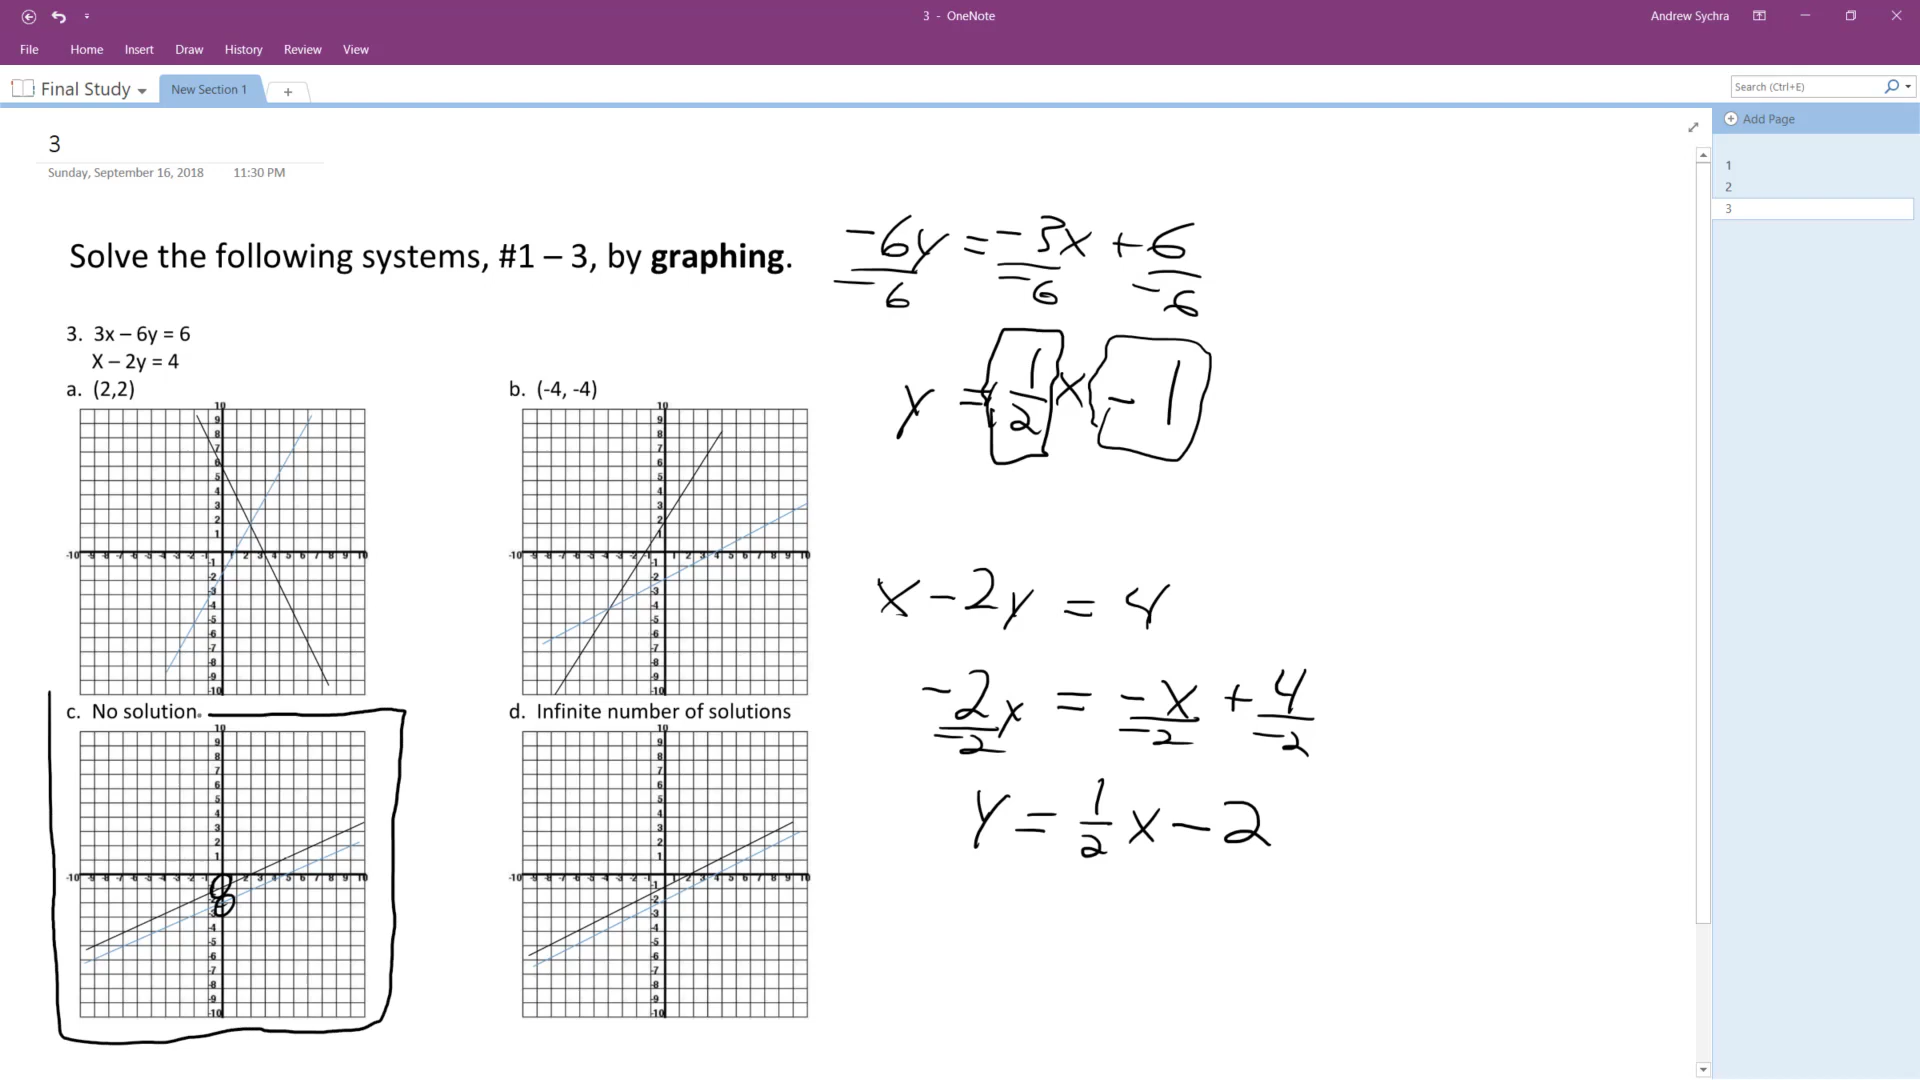 3 - OneNote
Andrew Sychra
File Home Insert Draw History Review View
Final Study
New Section 1
+
Search (Ctrl+E)
Add Page
1
2
3
3
Sunday, September 16, 2018 11:30 PM
Solve the following systems, #1 – 3, by graphing.
3. 3x – 6y = 6
X – 2y = 4
a. (2,2)
b. (-4, -4)
c. No solution.
d. Infinite number of solutions
-6y = -3x + 6
-6 -6 -6
y = 1/2 x - 1
x - 2y = 4
-2x = -x + 4
-2 -2 -2
y = 1/2 x - 2